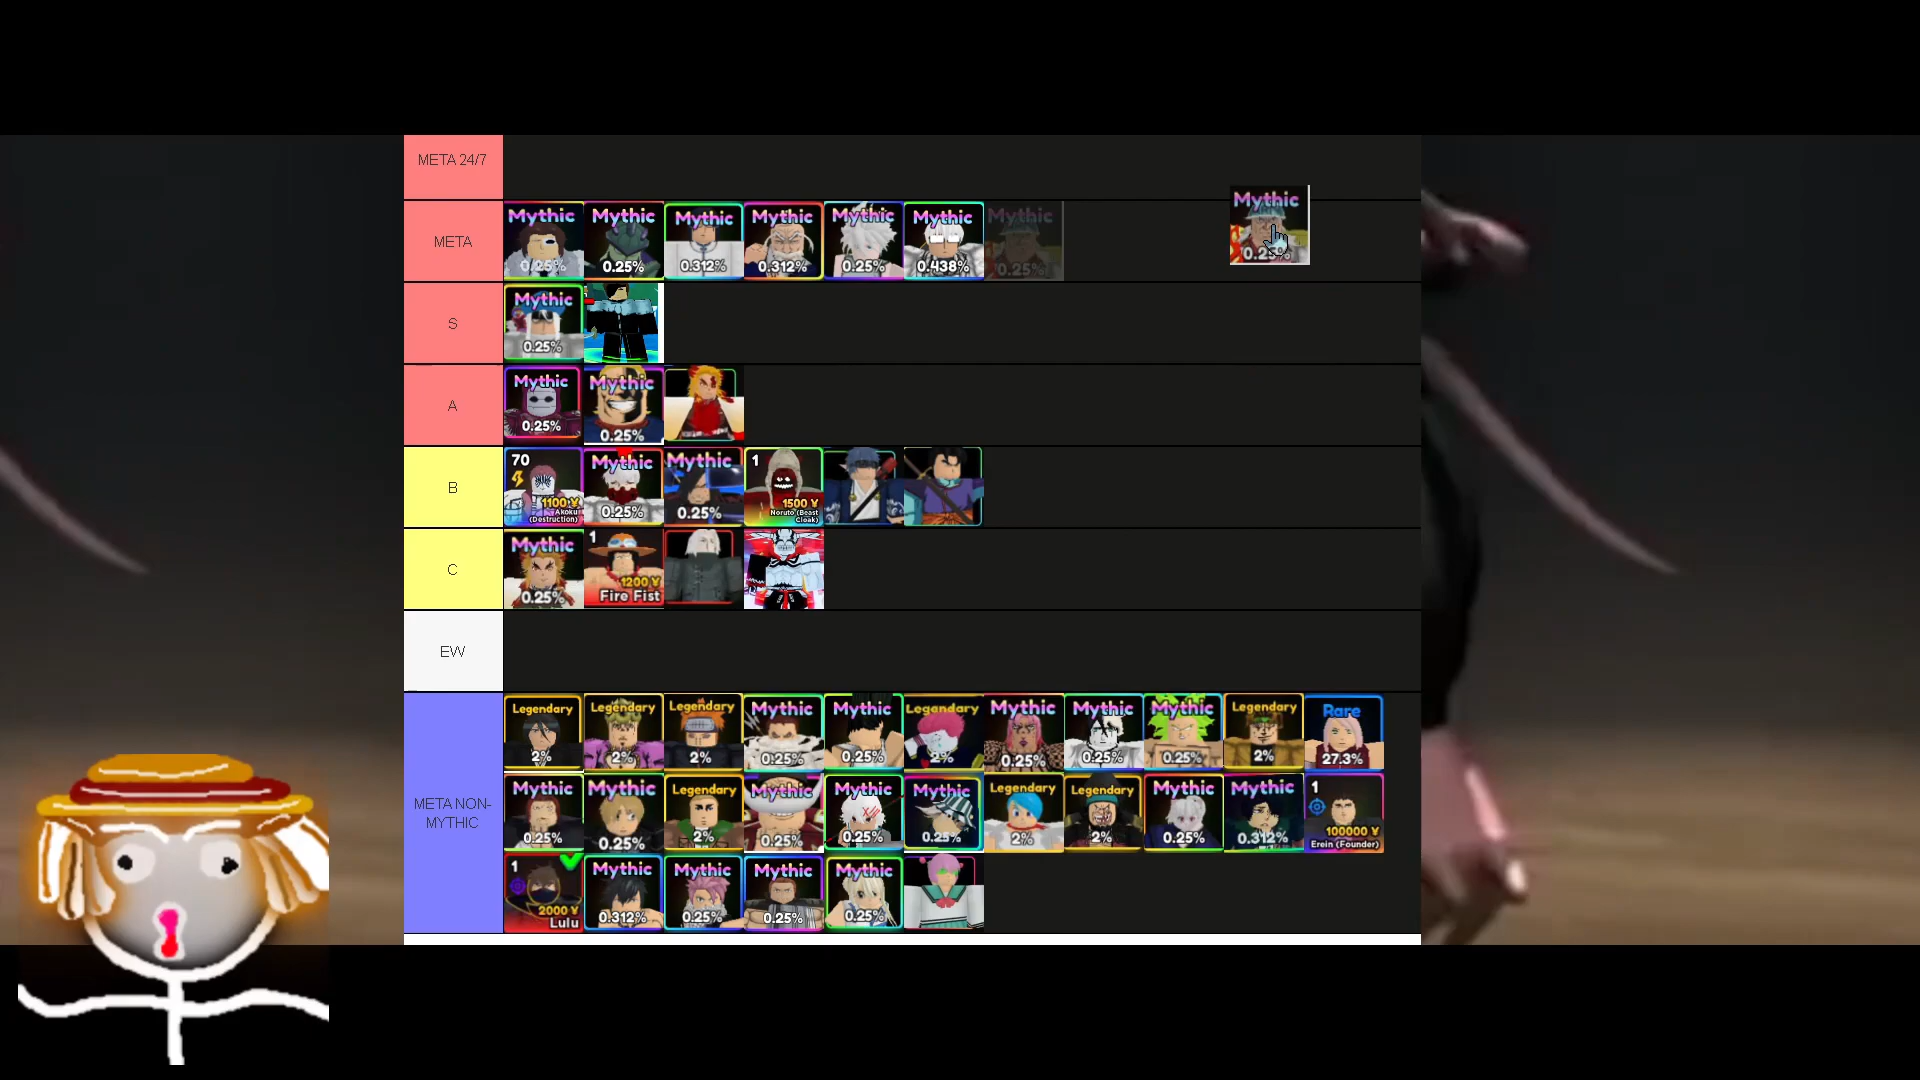 META 24/7
META
Mythic
0.25%
Mythic
0.25%
Mythic
0.312%
Mythic
0.312%
Mythic
0.25%
Mythic
0.438%
Mythic
0.25%
Mythic
0.25%
S
Mythic
0.25%
A
Mythic
0.25%
Mythic
0.25%
B
70
1100 ¥
Akoku
(Destruction)
Mythic
0.25%
Mythic
0.25%
1
1500 ¥
Noruto (Beast
Cloak)
C
Mythic
0.25%
1
1200 ¥
Fire Fist
EW
META NON-
MYTHIC
Legendary
2%
Legendary
2%
Legendary
2%
Mythic
0.25%
Mythic
0.25%
Legendary
2%
Mythic
0.25%
Mythic
0.25%
Mythic
0.25%
Legendary
2%
Rare
27.3%
Mythic
0.25%
Mythic
0.25%
Legendary
2%
Mythic
0.25%
Mythic
0.25%
Mythic
0.25%
Legendary
2%
Legendary
2%
Mythic
0.25%
Mythic
0.312%
1
100000 ¥
Erein (Founder)
1
2000 ¥
Lulu
Mythic
0.312%
Mythic
0.25%
Mythic
0.25%
Mythic
0.25%